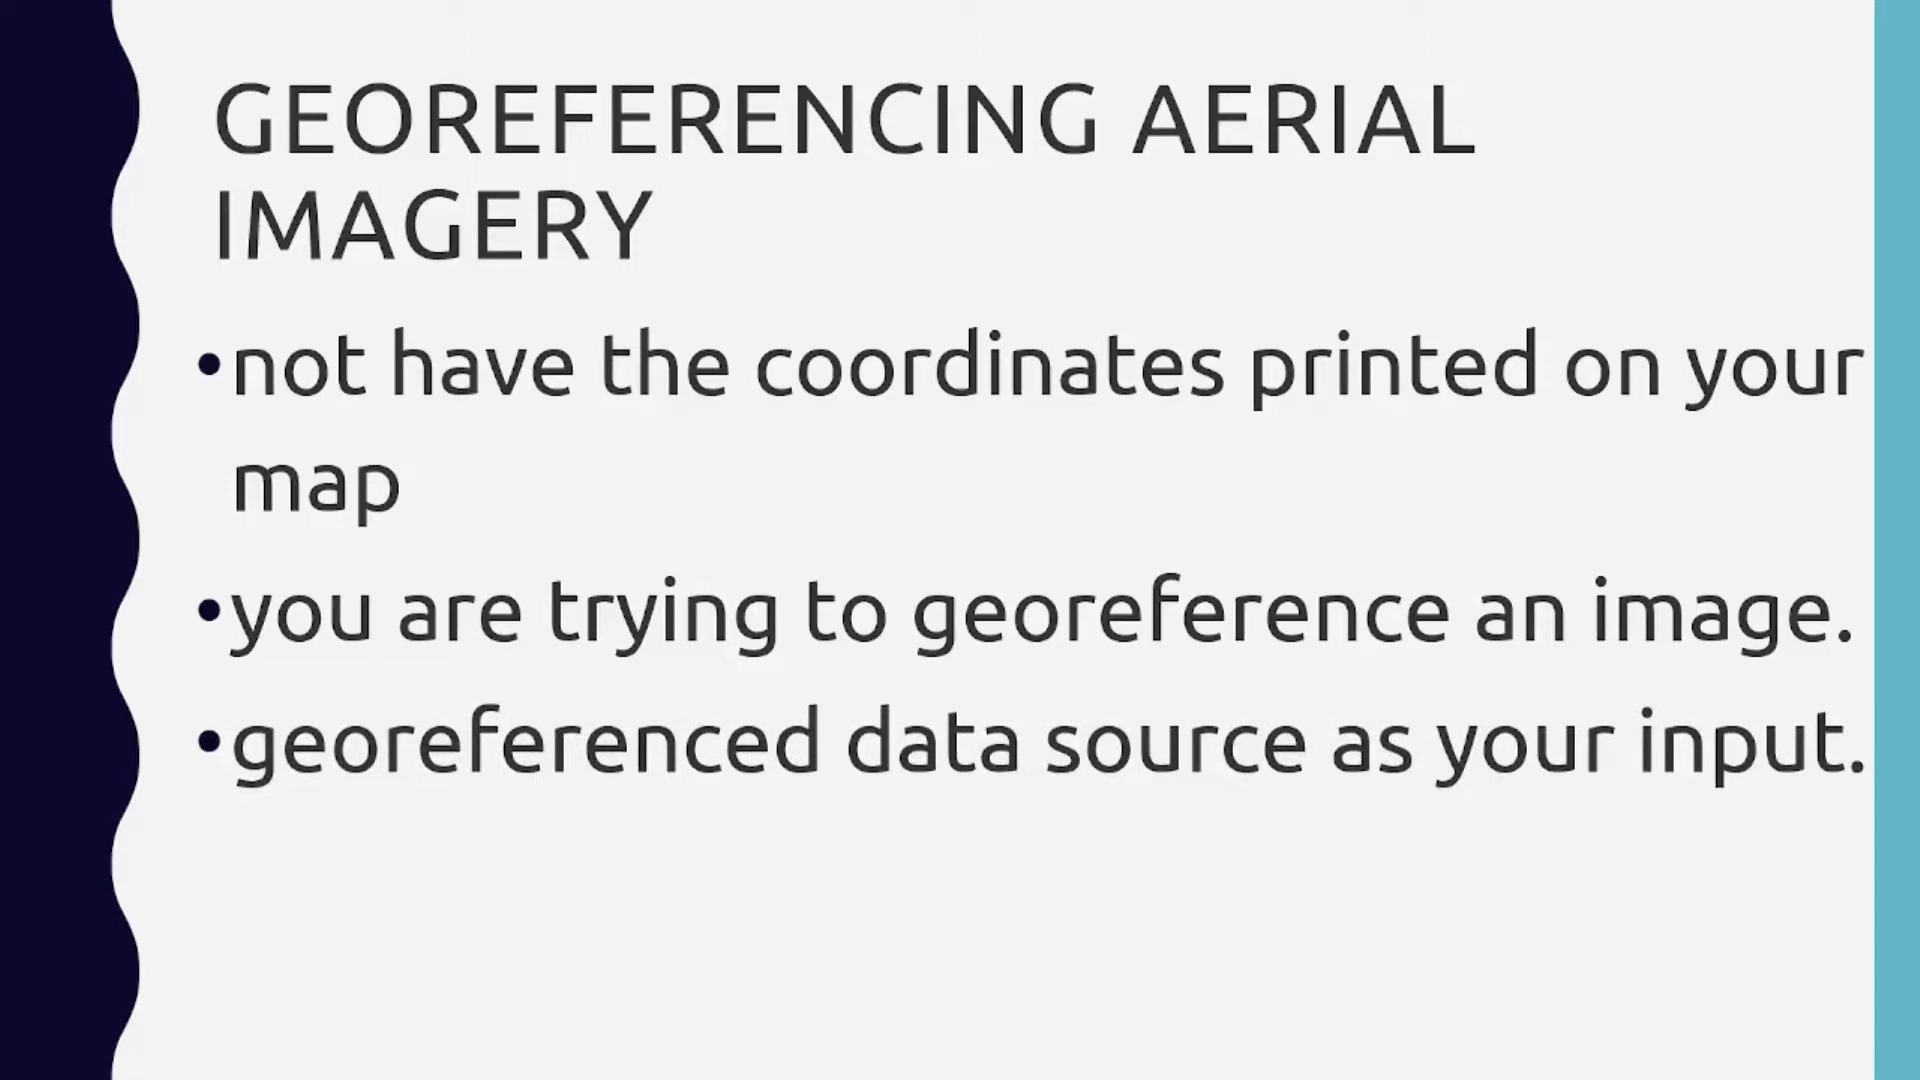 GEOREFERENCING AERIAL
IMAGERY
•not have the coordinates printed on your
map
•you are trying to georeference an image.
•georeferenced data source as your input.